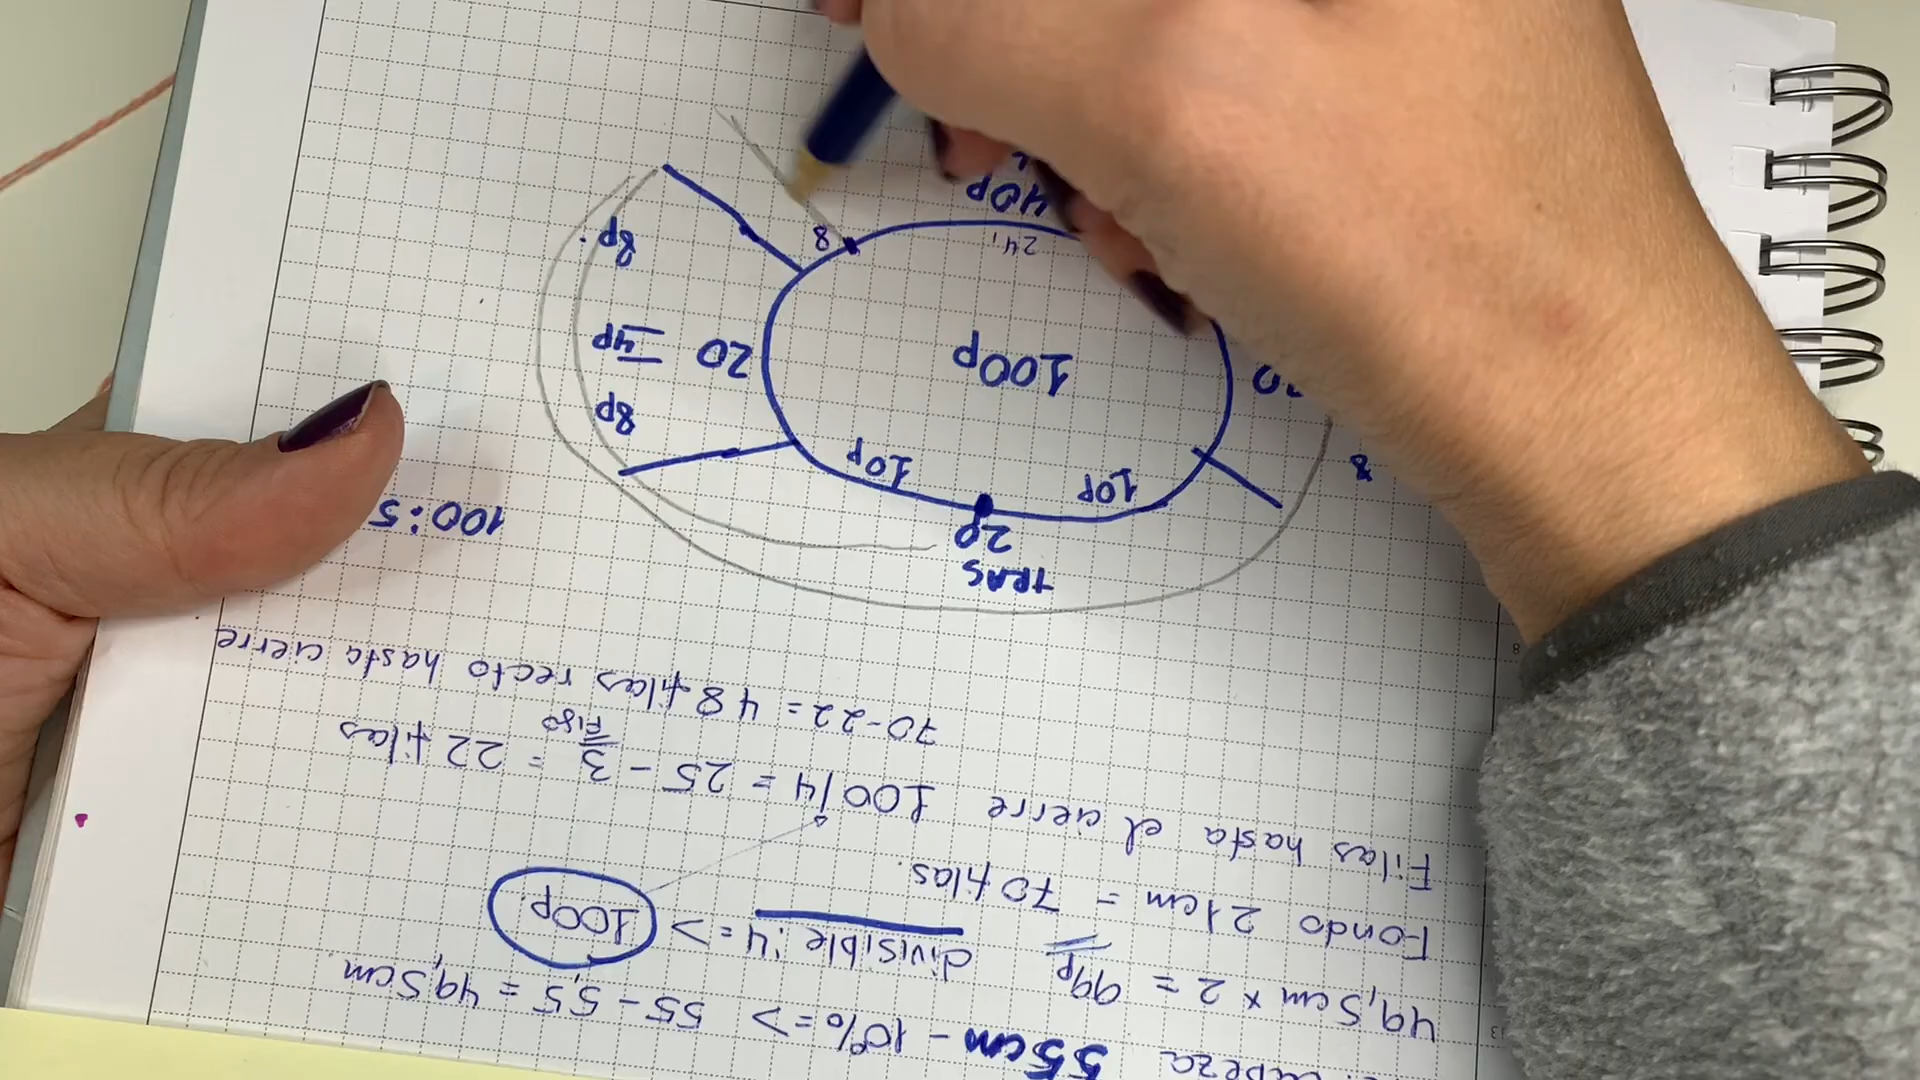 cabeza 55cm - 10% => 55 - 5,5 = 49,5cm
49,5cm x 2 = 99p divisible :4 => 100p.
Fondo 21cm = 70 filas.
Filas hasta el cierre 100/4 = 25 - 3 = 22 filas
Fijo
70-22 = 48 filas recto hasta cierre
TRAS
2p
100:5
10p 10p
8
8p
4p
20
100p
8p.
8
24
40p